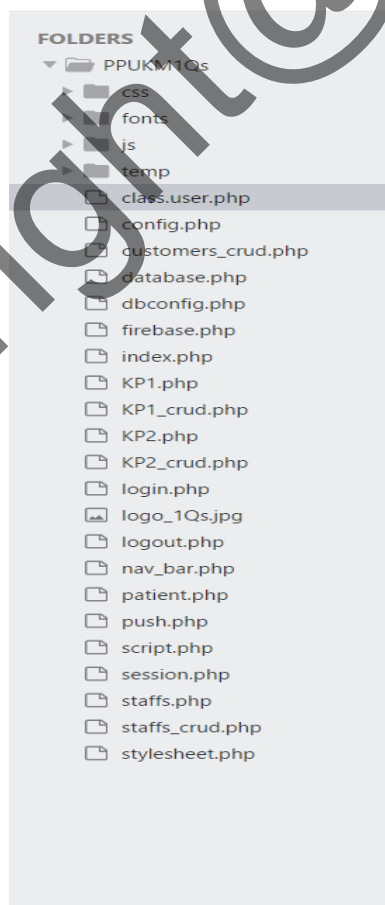 FOLDERS
PPUKM1Qs
css
fonts
js
temp
class.user.php
config.php
customers_crud.php
database.php
dbconfig.php
firebase.php
index.php
KP1.php
KP1_crud.php
KP2.php
KP2_crud.php
login.php
logo_1Qs.jpg
logout.php
nav_bar.php
patient.php
push.php
script.php
session.php
staffs.php
staffs_crud.php
stylesheet.php